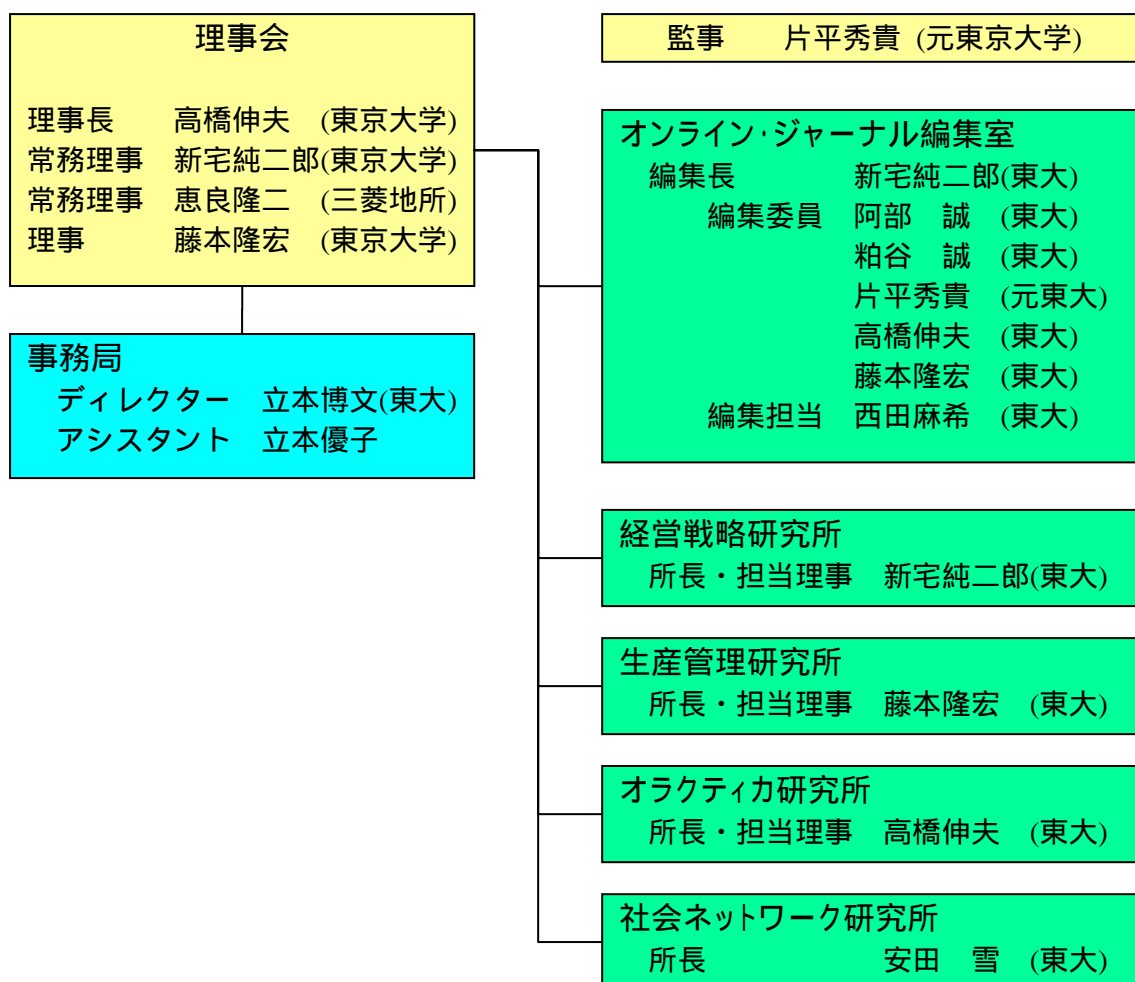 理事会
理事長　高橋伸夫　(東京大学)
常務理事　新宅純二郎(東京大学)
常務理事　恵良隆二　(三菱地所)
理事　藤本隆宏　(東京大学)
事務局
ディレクター　立本博文(東大)
アシスタント　立本優子
監事　片平秀貴 (元東京大学)
オンライン・ジャーナル編集室
編集長　新宅純二郎(東大)
編集委員　阿部　誠　(東大)
粕谷　誠　(東大)
片平秀貴　(元東大)
高橋伸夫　(東大)
藤本隆宏　(東大)
編集担当　西田麻希　(東大)
経営戦略研究所
所長・担当理事　新宅純二郎(東大)
生産管理研究所
所長・担当理事　藤本隆宏　(東大)
オラクティカ研究所
所長・担当理事　高橋伸夫　(東大)
社会ネットワーク研究所
所長　安田　雪　(東大)